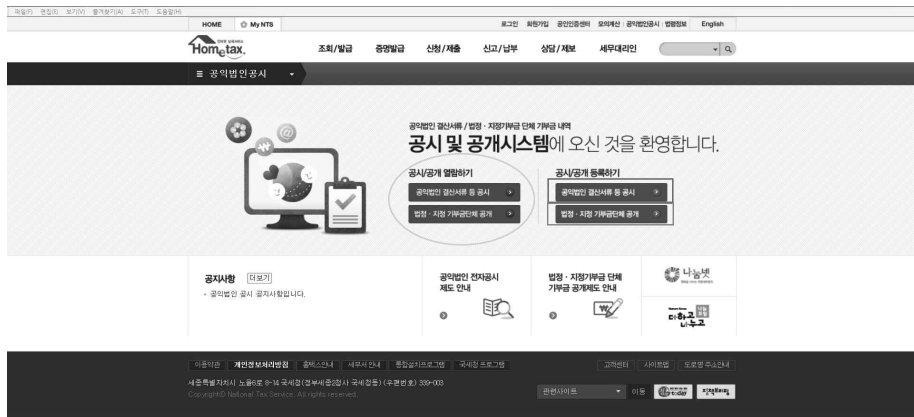 파일(F) 편집(E) 보기(V) 즐겨찾기(A) 도구(T) 도움말(H)
HOME My NTS 로그인 회원가입 공인인증센터 모의계산 공익법인공시 법령정보 English
Hometax. 조회/발급 증명발급 신청/제출 신고/납부 상담/제보 세무대리인
공익법인공시
공익법인 결산서류 / 법정 · 지정기부금 단체 기부금 내역
공시 및 공개시스템에 오신 것을 환영합니다.
공시/공개 열람하기 공시/공개 등록하기
공익법인 결산서류 등 공시 공익법인 결산서류 등 공시
법정 · 지정 기부금단체 공개 법정 · 지정 기부금단체 공개
공지사항 더보기
· 공익법인 공시 공지사항입니다.
공익법인 전자공시
제도 안내
법정 · 지정기부금 단체
기부금 공개제도 안내
나눔넷
더하고
나누고
이용약관 개인정보처리방침 홈택스안내 세무서안내 통합설치프로그램 국세청 프로그램 고객센터 사이트맵 도로명 주소안내
세종특별자치시 노을6로 8-14 국세청(정부세종2청사 국세청동) (우편번호) 339-003
Copyright© National Tax Service. All rights reserved.
관련사이트 이동 today